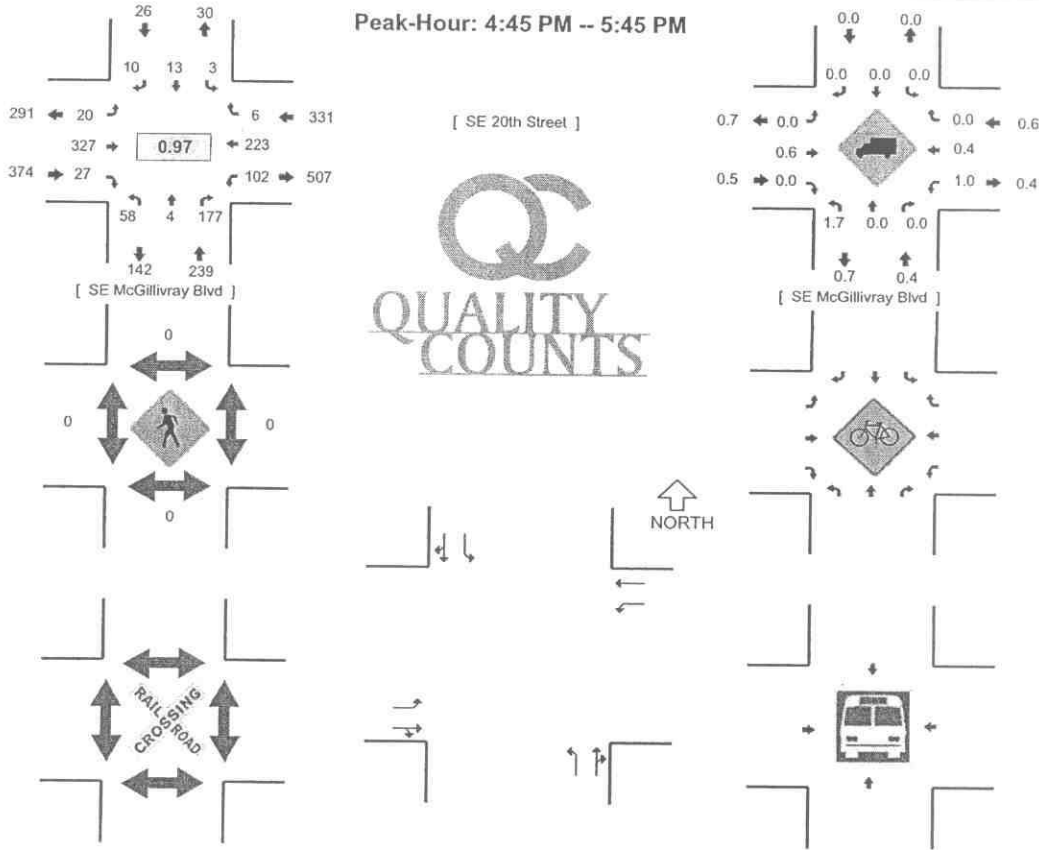 Peak-Hour: 4:45 PM -- 5:45 PM
26 30
10 13 3
291 20 6 331
327 0.97 223
374 27 102 507
58 4 177
142 239
[ SE McGillivray Blvd ]
[ SE 20th Street ]
QC
QUALITY
COUNTS
0.0 0.0
0.0 0.0 0.0
0.7 0.0 0.0 0.6
0.6 0.4
0.5 0.0 1.0 0.4
1.7 0.0 0.0
0.7 0.4
[ SE McGillivray Blvd ]
0
0 0
0
NORTH
RAIL ROAD
CROSSING